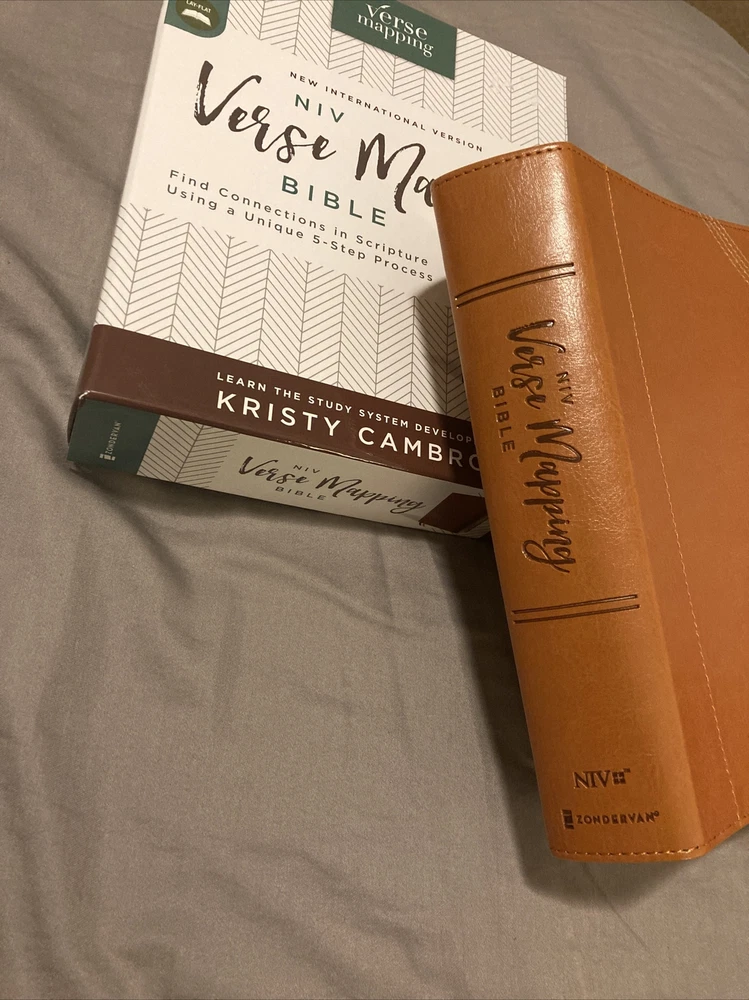 LAY-FLAT
verse
mapping
NEW INTERNATIONAL VERSION
NIV
Verse Ma
BIBLE
Find Connections in Scripture
Using a Unique 5-Step Process
LEARN THE STUDY SYSTEM DEVELOP
KRISTY CAMBRO
ZONDERVAN®
NIV
Verse Mapping
BIBLE
NIV
Verse Mapping
BIBLE
NIV™
ZONDERVAN®